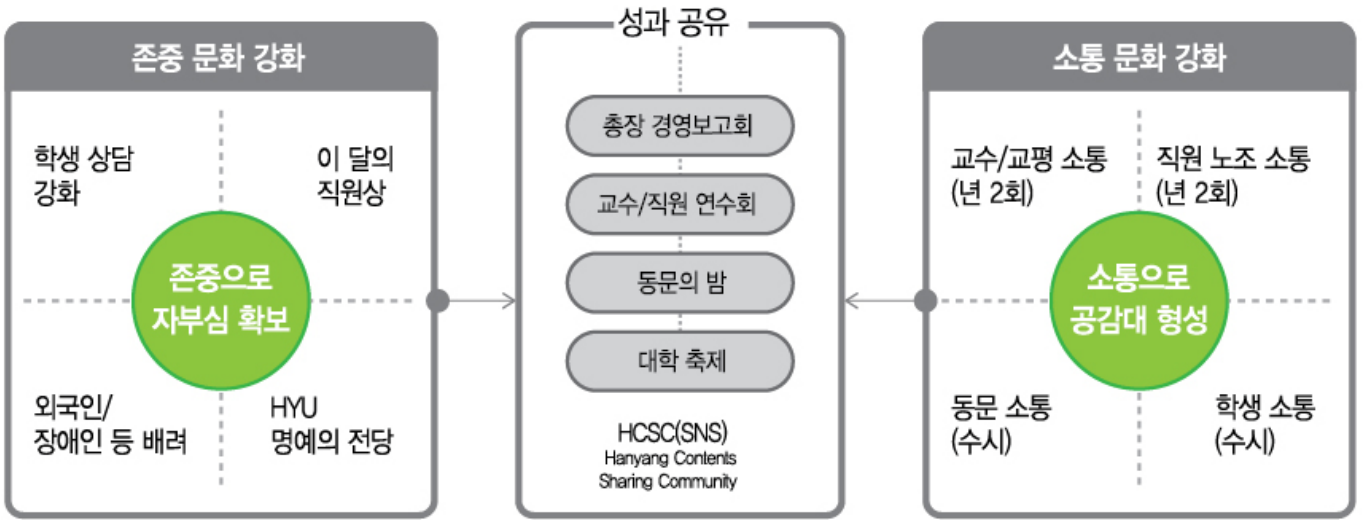 존중 문화 강화
학생 상담
강화
이 달의
직원상
존중으로
자부심 확보
외국인/
장애인 등 배려
HYU
명예의 전당
성과 공유
총장 경영보고회
교수/직원 연수회
동문의 밤
대학 축제
HCSC(SNS)
Hanyang Contents
Sharing Community
소통 문화 강화
교수/교평 소통
(년 2회)
직원 노조 소통
(년 2회)
소통으로
공감대 형성
동문 소통
(수시)
학생 소통
(수시)